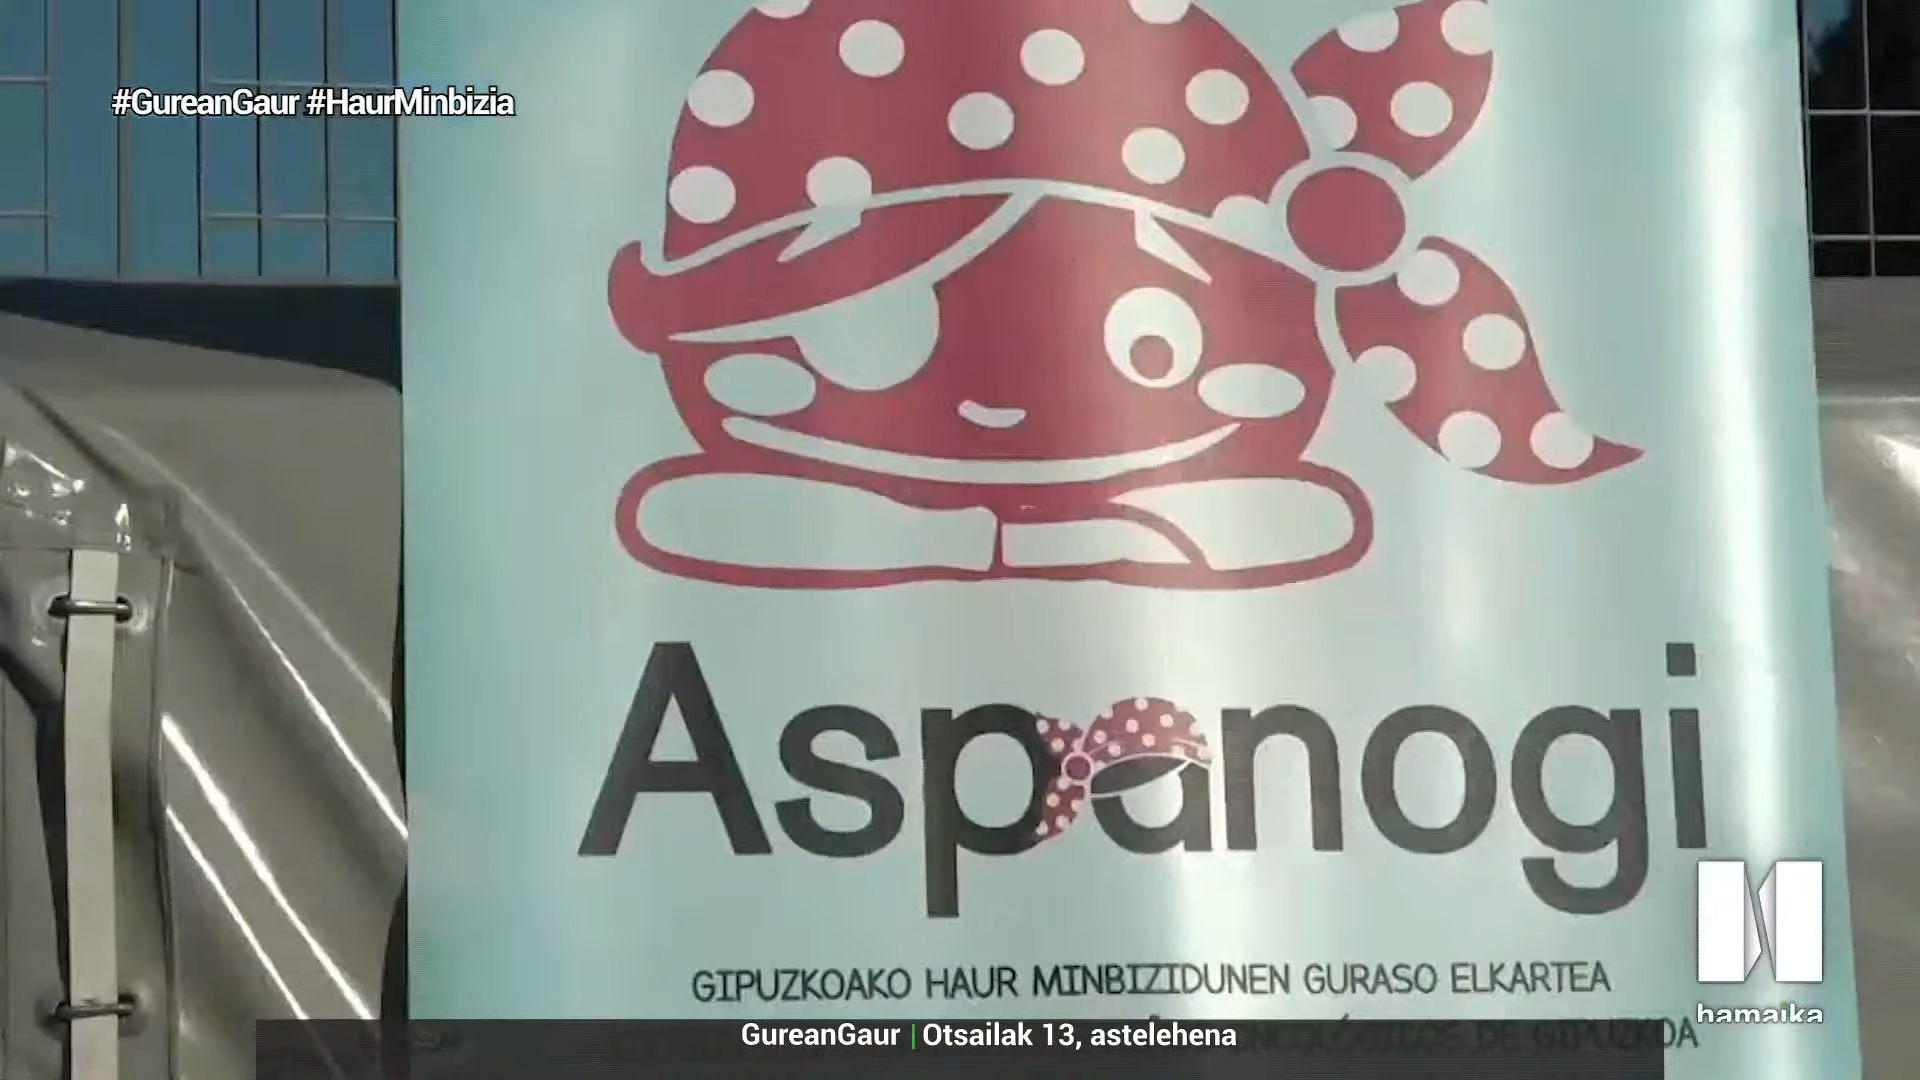 #GureanGaur #HaurMinbizia
Aspanogi
GIPUZKOAKO HAUR MINBIZIDUNEN GURASO ELKARTEA
ONCOLÓGICOS DE GIPUZKOA
hamaika
GureanGaur | Otsailak 13, astelehena